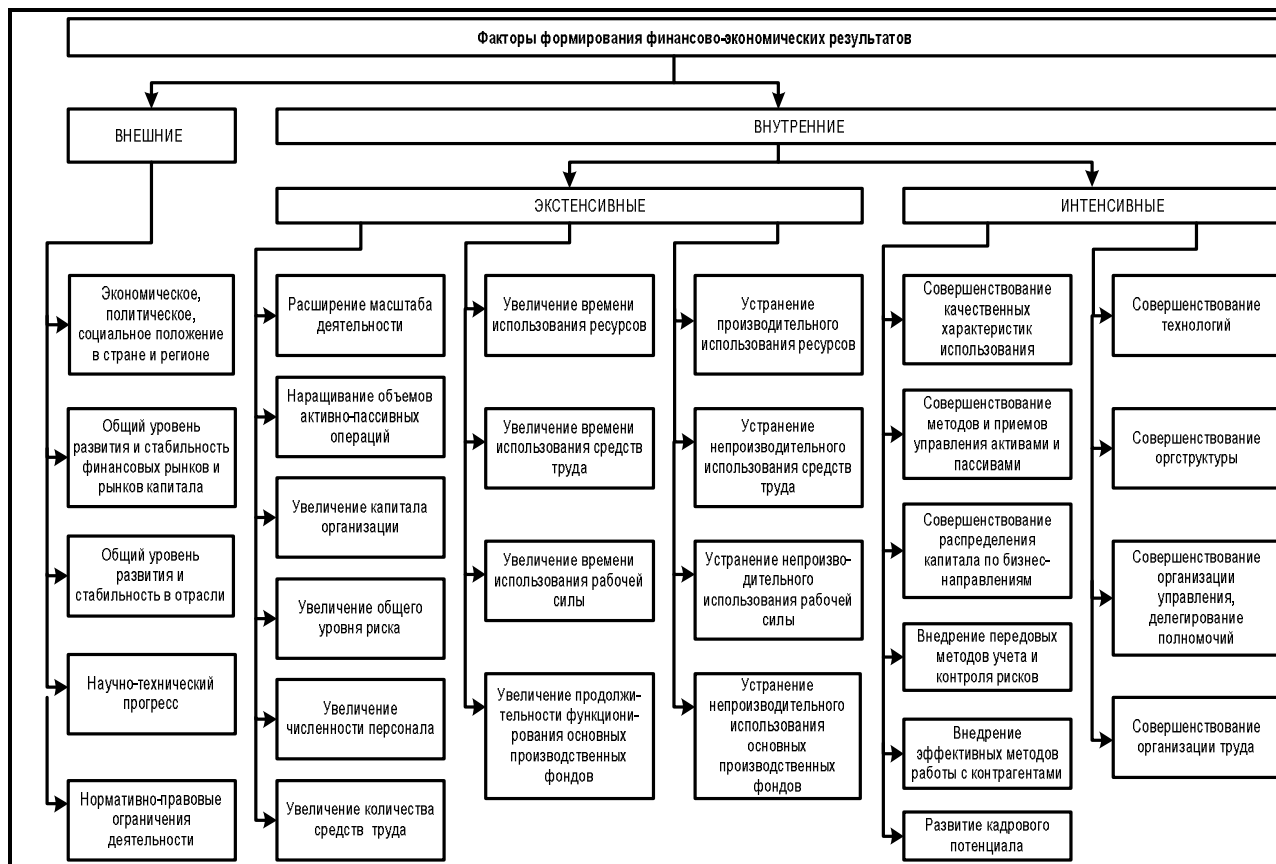 Факторы формирования финансово-экономических результатов
ВНЕШНИЕ
ВНУТРЕННИЕ
ЭКСТЕНСИВНЫЕ
ИНТЕНСИВНЫЕ
Экономическое,
политическое,
социальное положение
в стране и регионе
Общий уровень
развития и стабильность
финансовых рынков и
рынков капитала
Общий уровень
развития и
стабильность в отрасли
Научно-технический
прогресс
Нормативно-правовые
ограничения
деятельности
Расширение масштаба
деятельности
Наращивание объемов
активно-пассивных
операций
Увеличение капитала
организации
Увеличение общего
уровня риска
Увеличение
численности персонала
Увеличение количества
средств труда
Увеличение времени
использования ресурсов
Увеличение времени
использования средств
труда
Увеличение времени
использования рабочей
силы
Увеличение продолжи-
тельности функциони-
рования основных
производственных
фондов
Устранение
производительного
использования ресурсов
Устранение
непроизводительного
использования средств
труда
Устранение непроизво-
дительного
использования рабочей
силы
Устранение
непроизводительного
использования
основных
производственных
фондов
Совершенствование
качественных
характеристик
использования
Совершенствование
методов и приемов
управления активами и
пассивами
Совершенствование
распределения
капитала по бизнес-
направлениям
Внедрение передовых
методов учета и
контроля рисков
Внедрение
эффективных методов
работы с контрагентами
Развитие кадрового
потенциала
Совершенствование
технологий
Совершенствование
оргструктуры
Совершенствование
организации
управления,
делегирование
полномочий
Совершенствование
организации труда